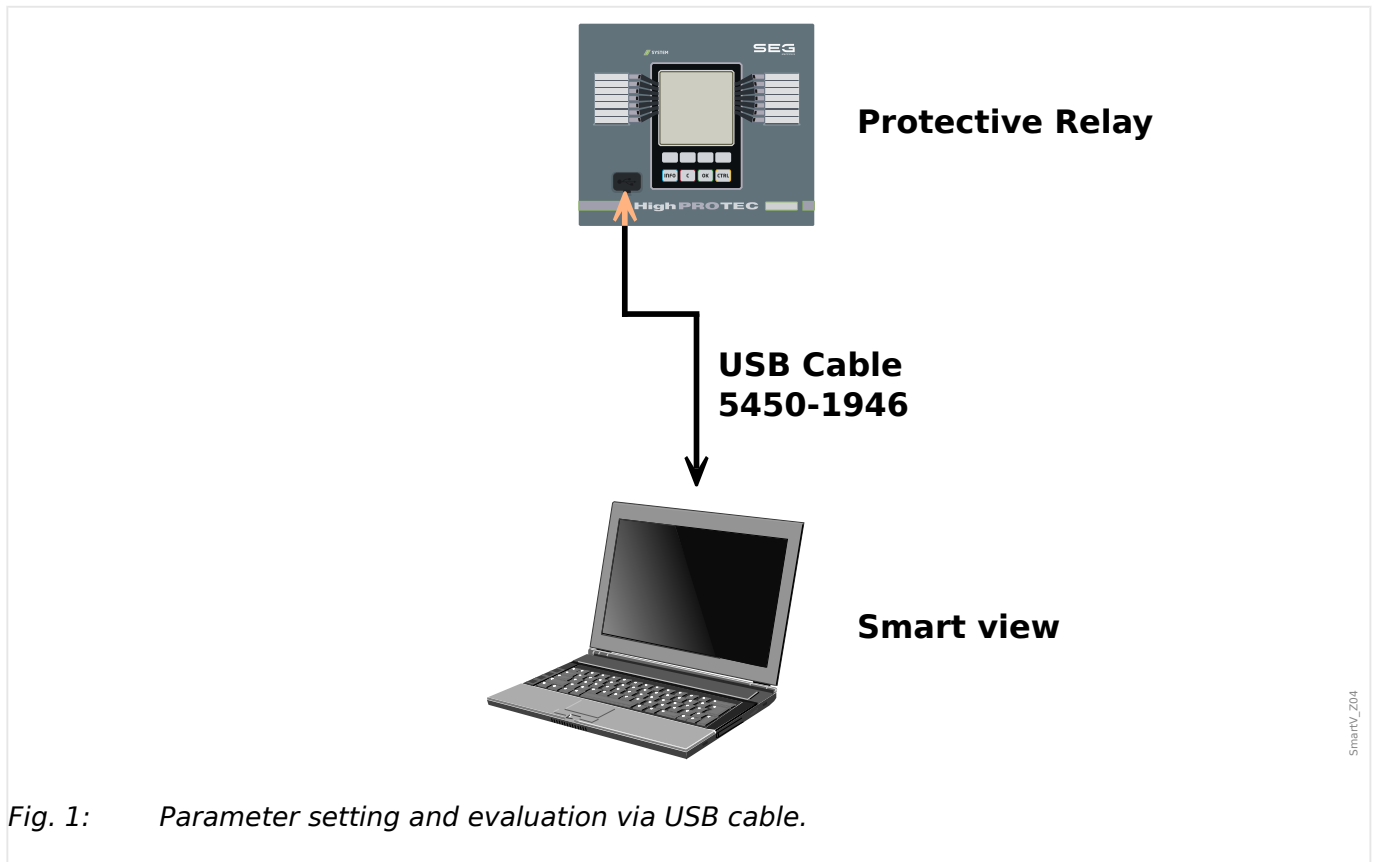 SYSTEM
SEG
Protective Relay
INFO C OK CTRL
HighPROTEC
USB Cable
5450-1946
Smart view
SmartV_Z04
Fig. 1: Parameter setting and evaluation via USB cable.